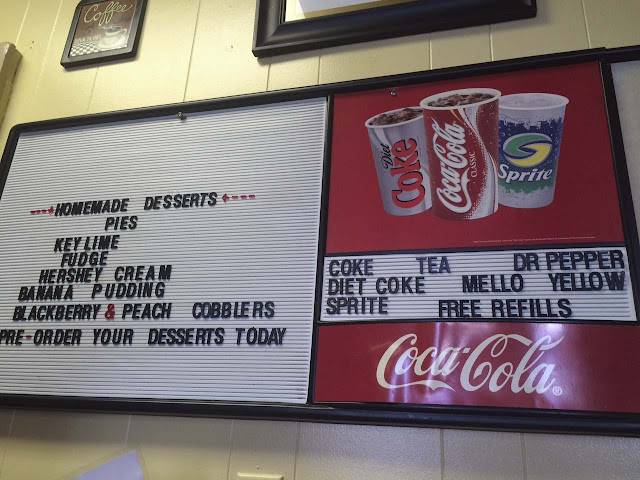 Coffee
HOMEMADE DESSERTS
PIES
KEY LIME
FUDGE
HERSHEY CREAM
BANANA PUDDING
BLACKBERRY & PEACH COBBLERS
PRE-ORDER YOUR DESSERTS TODAY
Diet Coke
Coca-Cola
CLASSIC
Sprite
COKE TEA DR PEPPER
DIET COKE MELLO YELLOW
SPRITE FREE REFILLS
Coca-Cola®